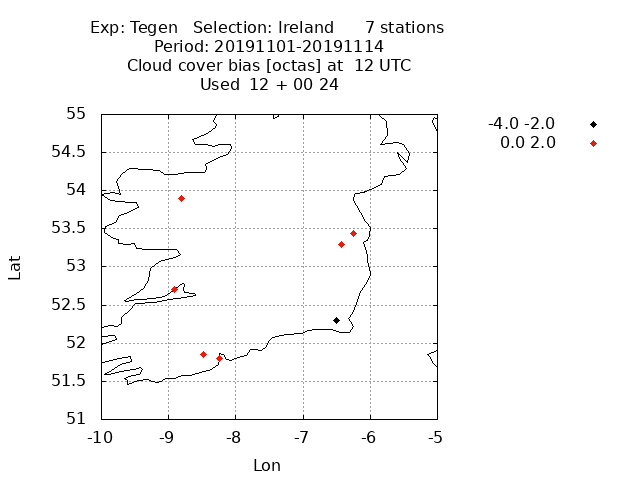 Exp: Tegen   Selection: Ireland      7 stations
Period: 20191101-20191114
Cloud cover bias [octas] at  12 UTC
Used  12 + 00 24
-4.0 -2.0
0.0 2.0
55
54.5
54
53.5
53
52.5
52
51.5
51
Lat
-10 -9 -8 -7 -6 -5
Lon